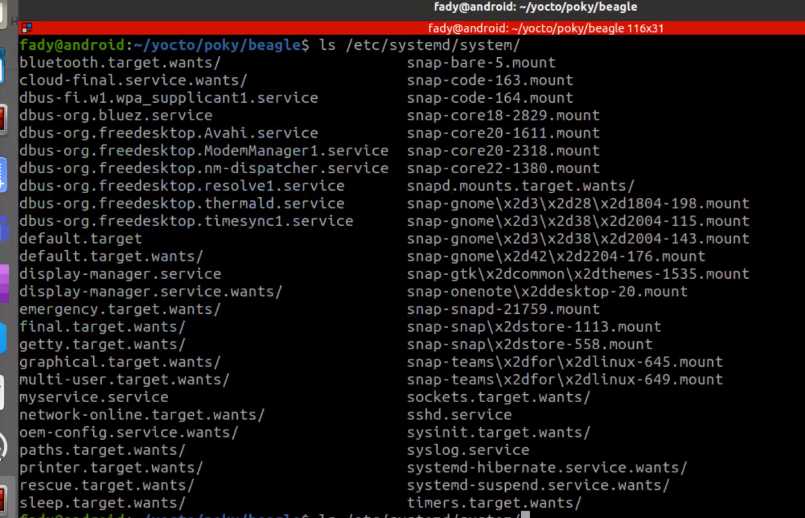 fady@android: ~/yocto/poky/beagle
fady@android: ~/yocto/poky/beagle 116x31
fady@android:~/yocto/poky/beagle$ ls /etc/systemd/system/
bluetooth.target.wants/ snap-bare-5.mount
cloud-final.service.wants/ snap-code-163.mount
dbus-fi.w1.wpa_supplicant1.service snap-code-164.mount
dbus-org.bluez.service snap-core18-2829.mount
dbus-org.freedesktop.Avahi.service snap-core20-1611.mount
dbus-org.freedesktop.ModemManager1.service snap-core20-2318.mount
dbus-org.freedesktop.nm-dispatcher.service snap-core22-1380.mount
dbus-org.freedesktop.resolve1.service snapd.mounts.target.wants/
dbus-org.freedesktop.thermald.service snap-gnome\x2d3\x2d28\x2d1804-198.mount
dbus-org.freedesktop.timesync1.service snap-gnome\x2d3\x2d38\x2d2004-115.mount
default.target snap-gnome\x2d3\x2d38\x2d2004-143.mount
default.target.wants/ snap-gnome\x2d42\x2d2204-176.mount
display-manager.service snap-gtk\x2dcommon\x2dthemes-1535.mount
display-manager.service.wants/ snap-onenote\x2ddesktop-20.mount
emergency.target.wants/ snap-snapd-21759.mount
final.target.wants/ snap-snap\x2dstore-1113.mount
getty.target.wants/ snap-snap\x2dstore-558.mount
graphical.target.wants/ snap-teams\x2dfor\x2dlinux-645.mount
multi-user.target.wants/ snap-teams\x2dfor\x2dlinux-649.mount
myservice.service sockets.target.wants/
network-online.target.wants/ sshd.service
oem-config.service.wants/ sysinit.target.wants/
paths.target.wants/ syslog.service
printer.target.wants/ systemd-hibernate.service.wants/
rescue.target.wants/ systemd-suspend.service.wants/
sleep.target.wants/ timers.target.wants/
fady@android:~/yocto/poky/beagle$ ls /etc/systemd/system/